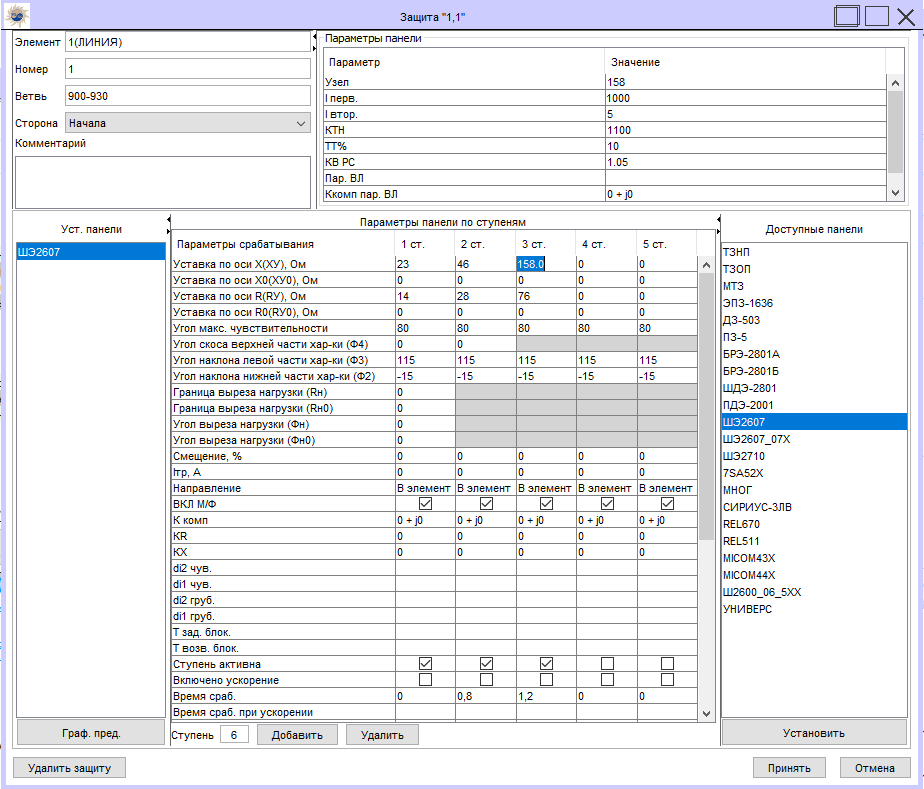 Защита "1,1"
Элемент 1(ЛИНИЯ)
Номер 1
Ветвь 900-930
Сторона Начала
Комментарий
Параметры панели
Параметр Значение
Узел 158
I перв. 1000
I втор. 5
КТН 1100
ТТ% 10
КВ РС 1.05
Пар. ВЛ
Ккомп пар. ВЛ 0 + j0
Уст. панели
ШЭ2607
Граф. пред.
Параметры панели по ступеням
Параметры срабатывания 1 ст. 2 ст. 3 ст. 4 ст. 5 ст.
Уставка по оси X(XУ), Ом 23 46 158.0 0 0
Уставка по оси X0(XУ0), Ом 0 0 0 0 0
Уставка по оси R(RУ), Ом 14 28 76 0 0
Уставка по оси R0(RУ0), Ом 0 0 0 0 0
Угол макс. чувствительности 80 80 80 80 80
Угол скоса верхней части хар-ки (Ф4) 0 0
Угол наклона левой части хар-ки (Ф3) 115 115 115 115 115
Угол наклона нижней части хар-ки (Ф2) -15 -15 -15 -15 -15
Граница выреза нагрузки (Rн) 0
Граница выреза нагрузки (Rн0) 0
Угол выреза нагрузки (Фн) 0
Угол выреза нагрузки (Фн0) 0
Смещение, % 0 0 0 0 0
Iтр, А 0 0 0 0 0
Направление В элемент В элемент В элемент В элемент В элемент
ВКЛ М/Ф
К комп 0 + j0 0 + j0 0 + j0 0 + j0 0 + j0
KR 0 0 0 0 0
KX 0 0 0 0 0
di2 чув.
di1 чув.
di2 груб.
di1 груб.
Т зад. блок.
Т возв. блок.
Ступень активна
Включено ускорение
Время сраб. 0 0,8 1,2 0 0
Время сраб. при ускорении
Ступень 6 Добавить Удалить
Доступные панели
ТЗНП
ТЗОП
МТЗ
ЭПЗ-1636
ДЗ-503
ПЗ-5
БРЭ-2801А
БРЭ-2801Б
ШДЭ-2801
ПДЭ-2001
ШЭ2607
ШЭ2607_07X
ШЭ2710
7SA52X
МНОГ
СИРИУС-3ЛВ
REL670
REL511
MICOM43X
MICOM44X
Ш2600_06_5XX
УНИВЕРС
Установить
Удалить защиту
Принять Отмена